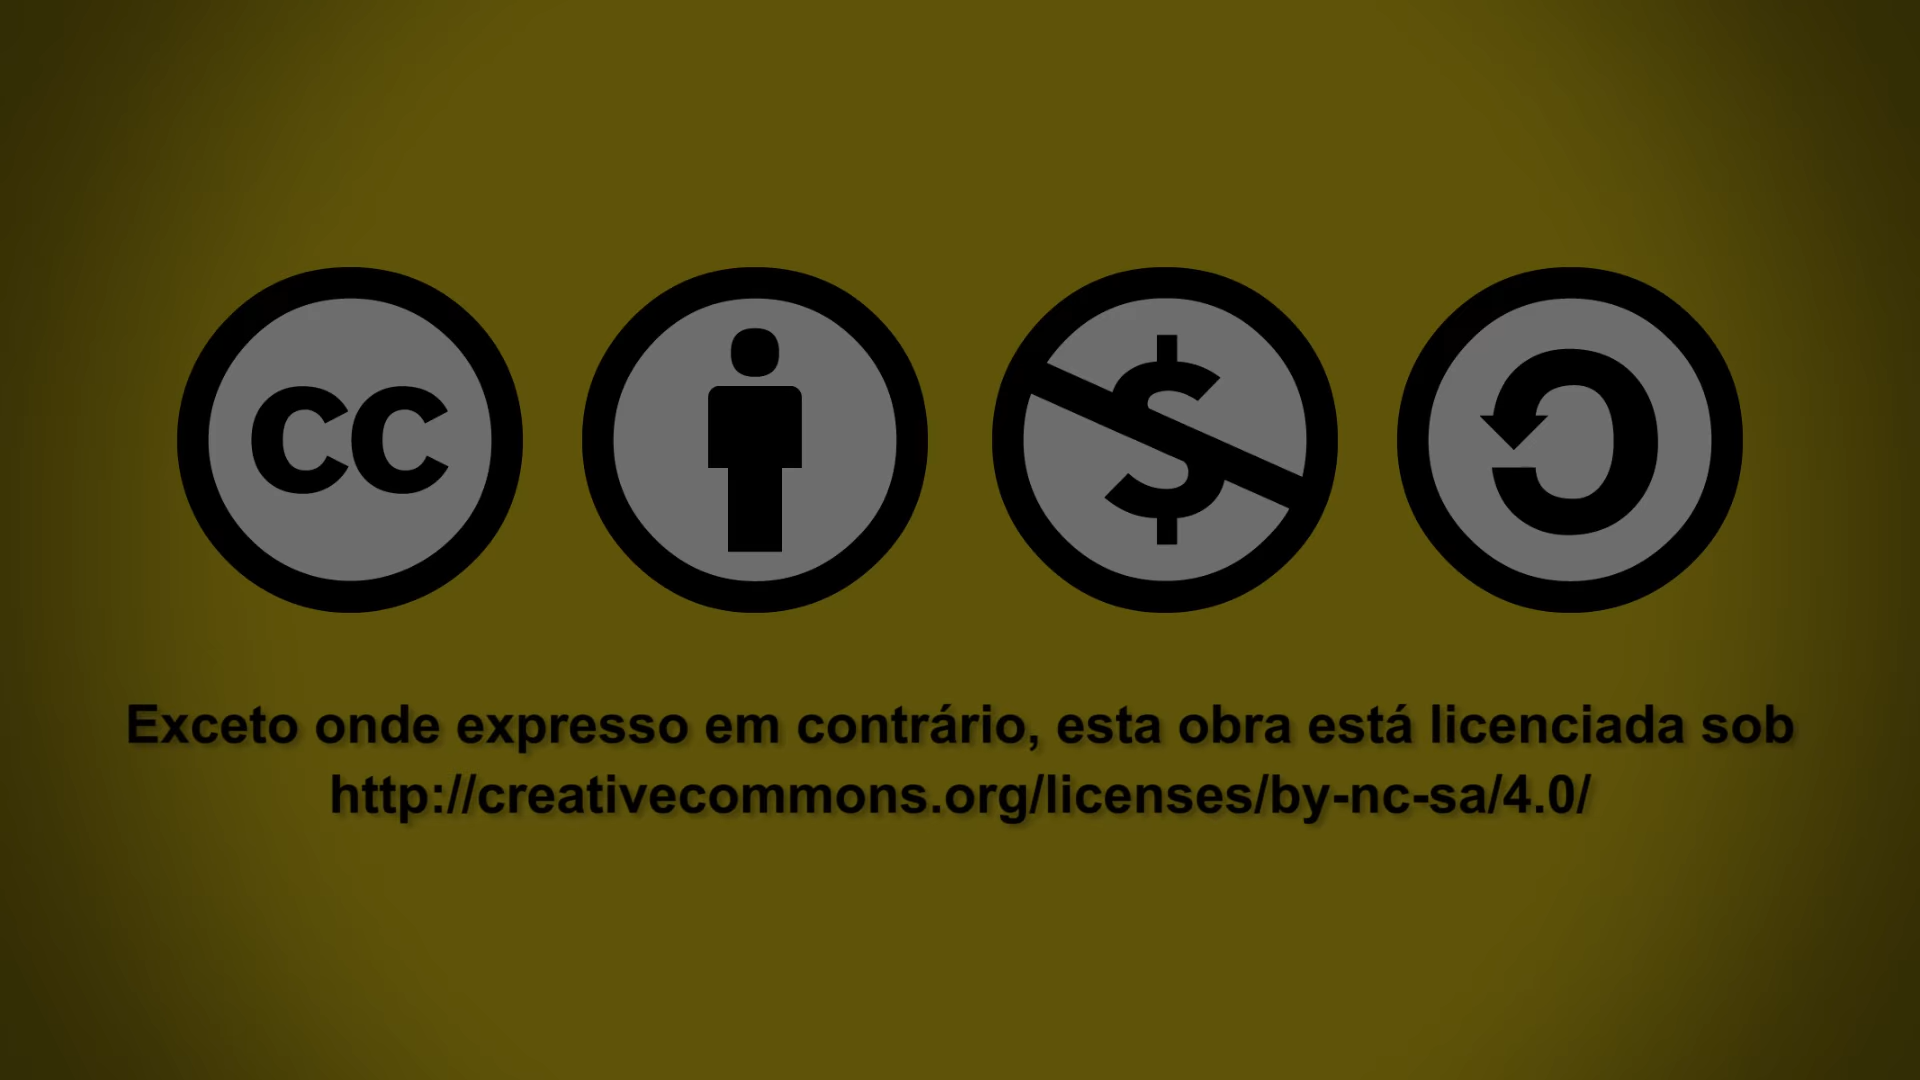 cc
$
Exceto onde expresso em contrário, esta obra está licenciada sob
http://creativecommons.org/licenses/by-nc-sa/4.0/